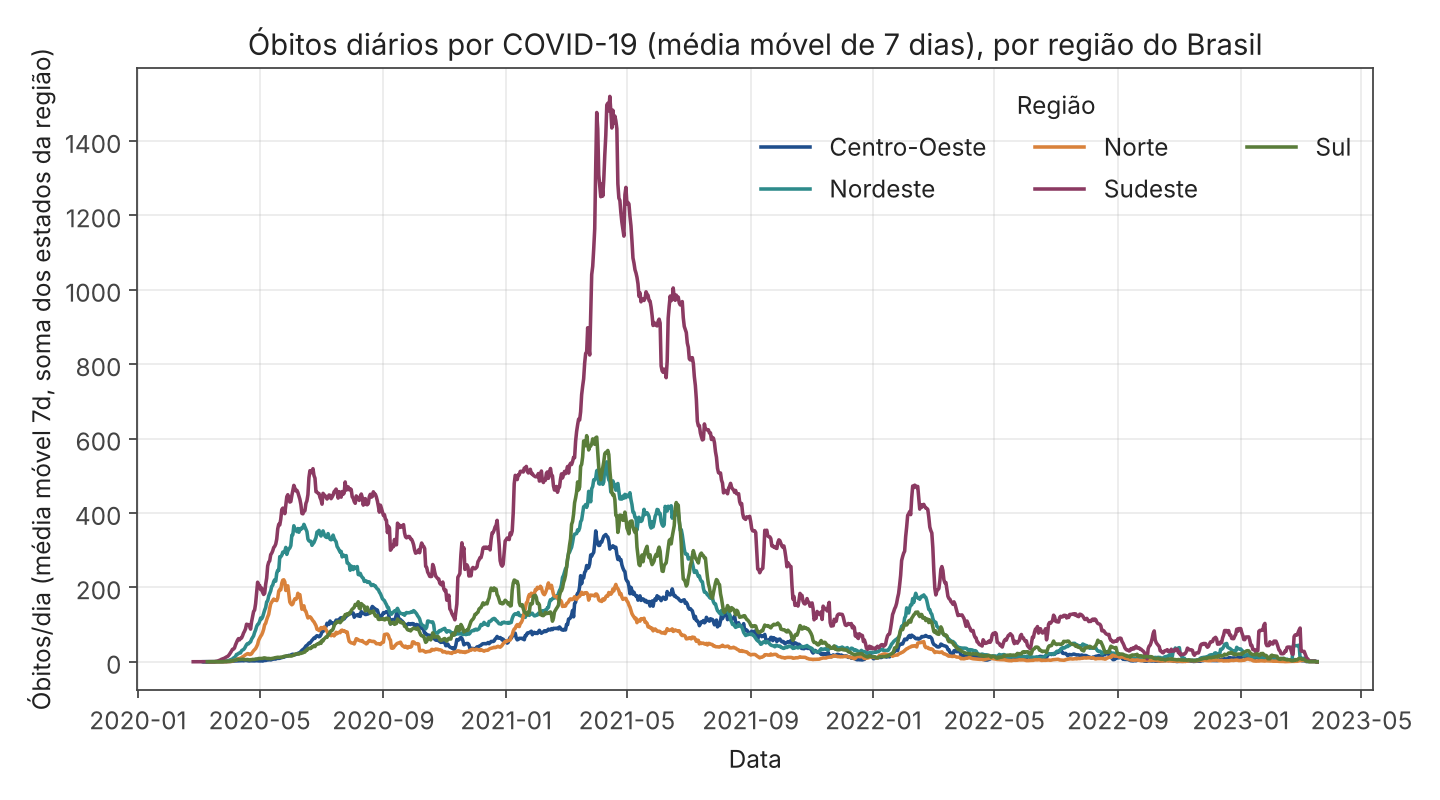 Óbitos diários por COVID-19 (média móvel de 7 dias), por região do Brasil
Óbitos/dia (média móvel 7d, soma dos estados da região)
1400
1200
1000
800
600
400
200
0
Região
Centro-Oeste
Nordeste
Norte
Sudeste
Sul
2020-01
2020-05
2020-09
2021-01
2021-05
2021-09
2022-01
2022-05
2022-09
2023-01
2023-05
Data